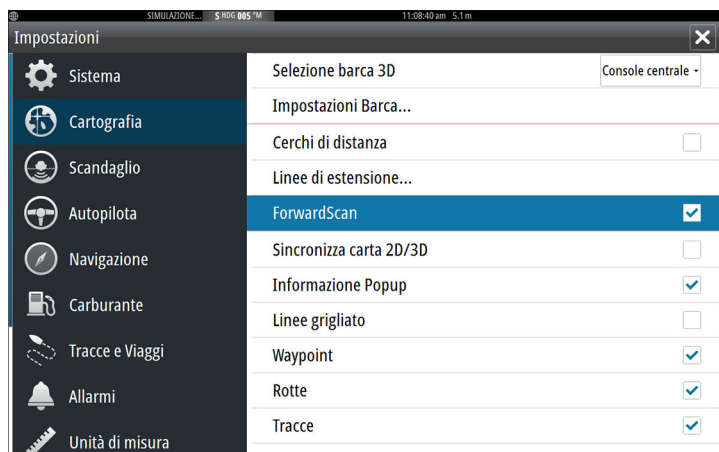 SIMULAZIONE... S HDG 005 °M 11:08:40 am 5.1 m
Impostazioni
Sistema
Cartografia
Scandaglio
Autopilota
Navigazione
Carburante
Tracce e Viaggi
Allarmi
Unità di misura
Selezione barca 3D Console centrale
Impostazioni Barca...
Cerchi di distanza
Linee di estensione...
ForwardScan
Sincronizza carta 2D/3D
Informazione Popup
Linee grigliato
Waypoint
Rotte
Tracce